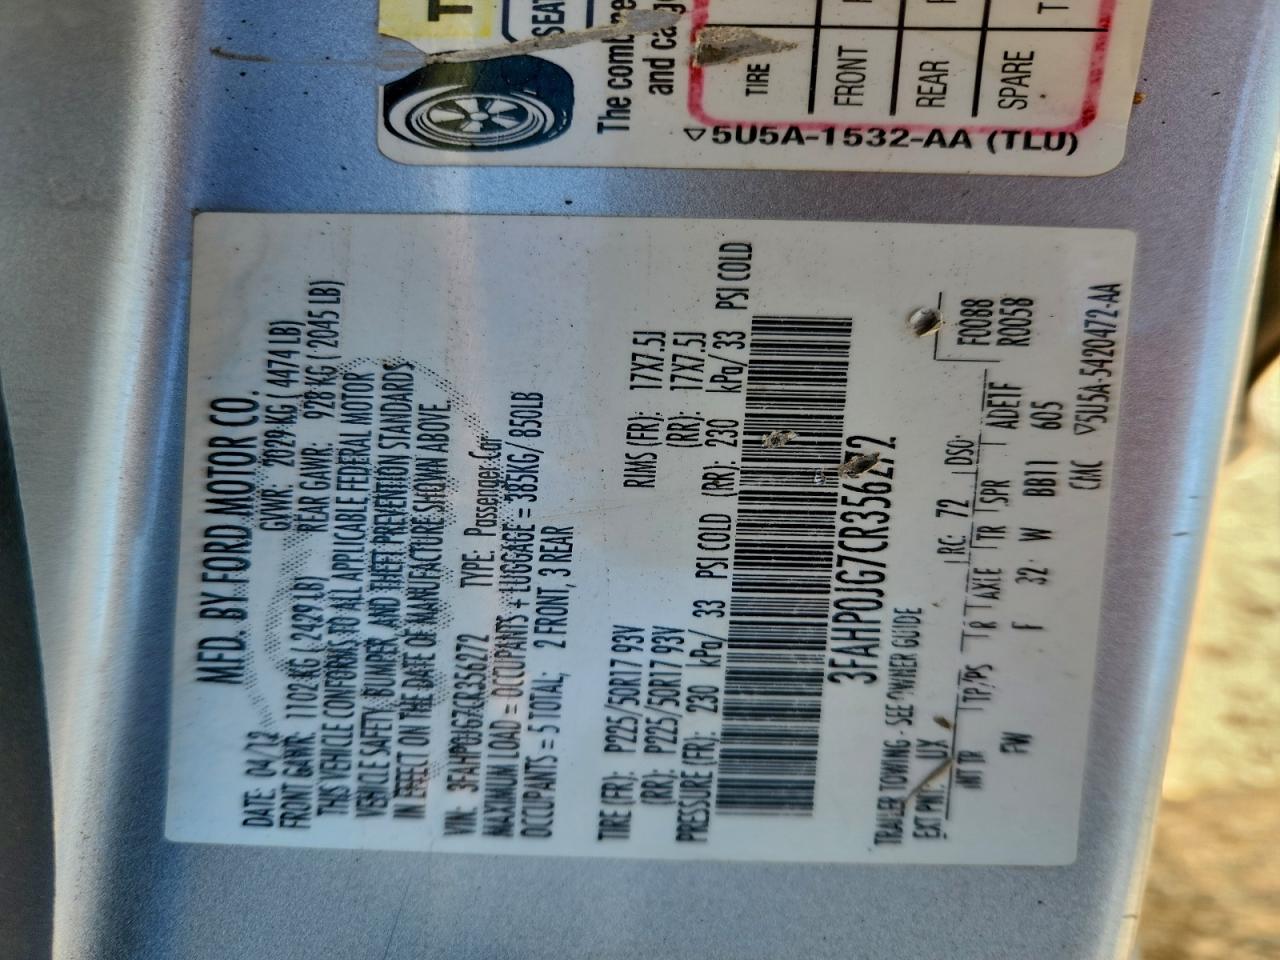 MFD. BY FORD MOTOR CO.
DATE: 04/12 GVWR: 2029 KG ( 4474 LB)
FRONT GAWR: 1102 KG ( 2429 LB) REAR GAWR: 928 KG ( 2045 LB)
THIS VEHICLE CONFORMS TO ALL APPLICABLE FEDERAL MOTOR
VEHICLE SAFETY, BUMPER, AND THEFT PREVENTION STANDARDS
IN EFFECT ON THE DATE OF MANUFACTURE SHOWN ABOVE
VIN: 3FAHP0JG7CR356272 TYPE: Passenger Car
MAXIMUM LOAD = OCCUPANTS + LUGGAGE = 385KG/ 850LB
OCCUPANTS = 5 TOTAL; 2 FRONT, 3 REAR
TIRE (FR): P225/50R17 93V RIMS (FR): 17X7.5J
(RR): P225/50R17 93V (RR): 17X7.5J
PRESSURE (FR): 230 kPa/ 33 PSI COLD (RR): 230 kPa/ 33 PSI COLD
3FAHP0JG7CR356272
TRAILER TOWING - SEE OWNER GUIDE
EXT PNT: UX RC: 72 DSO:
F0088
R0058
INT TR TP/PS R AXLE TR SPR ADETF
F 32 W BB11 605
CMC ▽5U5A-5420472-AA
SEAT
The combine
and cargo
TIRE
FRONT
REAR
SPARE
▽ 5U5A-1532-AA (TLU)